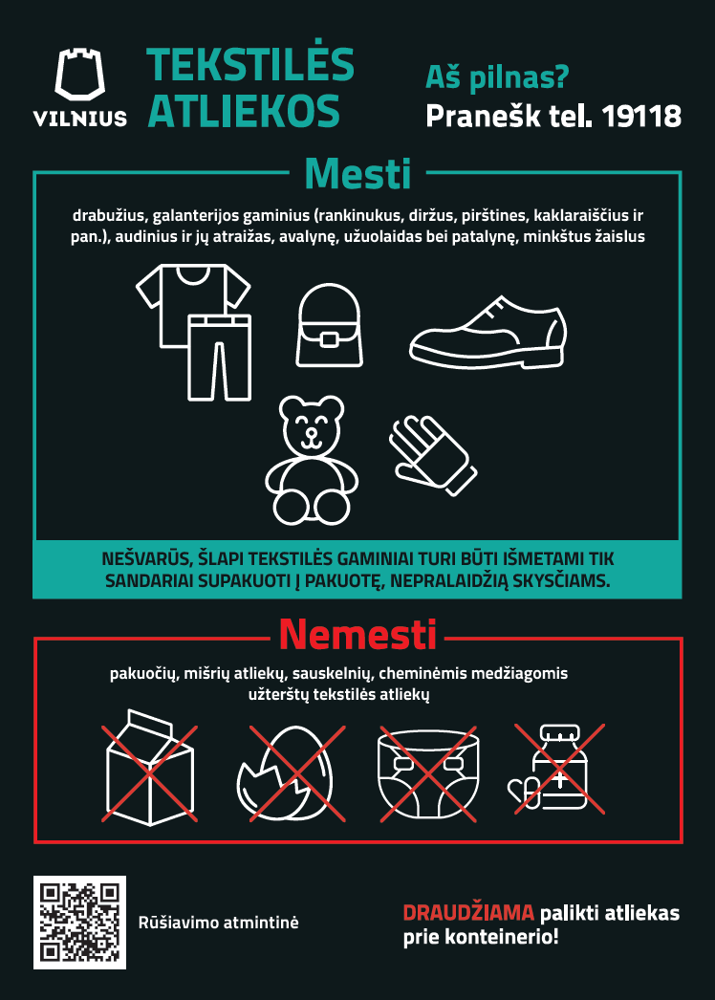 VILNIUS
TEKSTILĖS
ATLIEKOS
Aš pilnas?
Pranešk tel. 19118
Mesti
drabužius, galanterijos gaminius (rankinukus, diržus, pirštines, kaklaraiščius ir
pan.), audinius ir jų atraižas, avalynę, užuolaidas bei patalynę, minkštus žaislus
NEŠVARŪS, ŠLAPI TEKSTILĖS GAMINIAI TURI BŪTI IŠMETAMI TIK
SANDARIAI SUPAKUOTI Į PAKUOTĘ, NEPRALAIDŽIĄ SKYSČIAMS.
Nemesti
pakuočių, mišrių atliekų, sauskelnių, cheminėmis medžiagomis
užterštų tekstilės atliekų
Rūšiavimo atmintinė
DRAUDŽIAMA palikti atliekas
prie konteinerio!